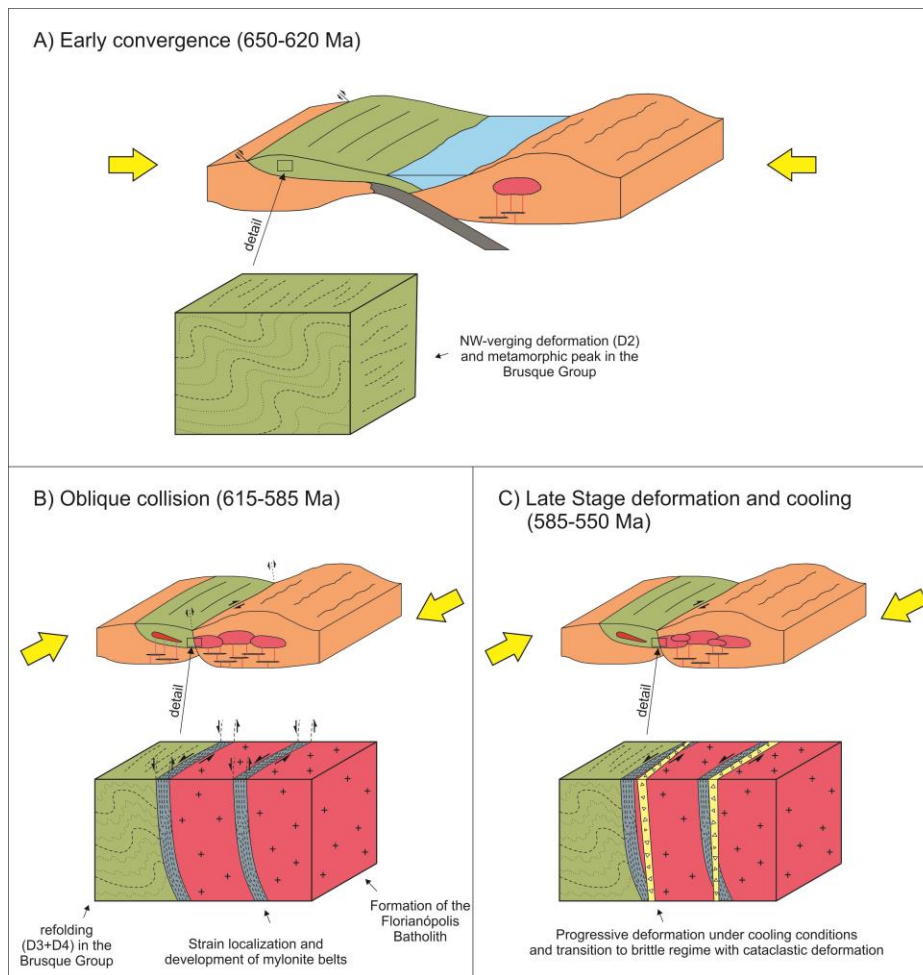 A) Early convergence (650-620 Ma)
detail
NW-verging deformation (D2)
and metamorphic peak in the
Brusque Group
B) Oblique collision (615-585 Ma)
detail
refolding
(D3+D4) in the
Brusque Group
Strain localization and
development of mylonite belts
Formation of the
Florianópolis
Batholith
C) Late Stage deformation and cooling
(585-550 Ma)
detail
Progressive deformation under cooling conditions
and transition to brittle regime with cataclastic deformation